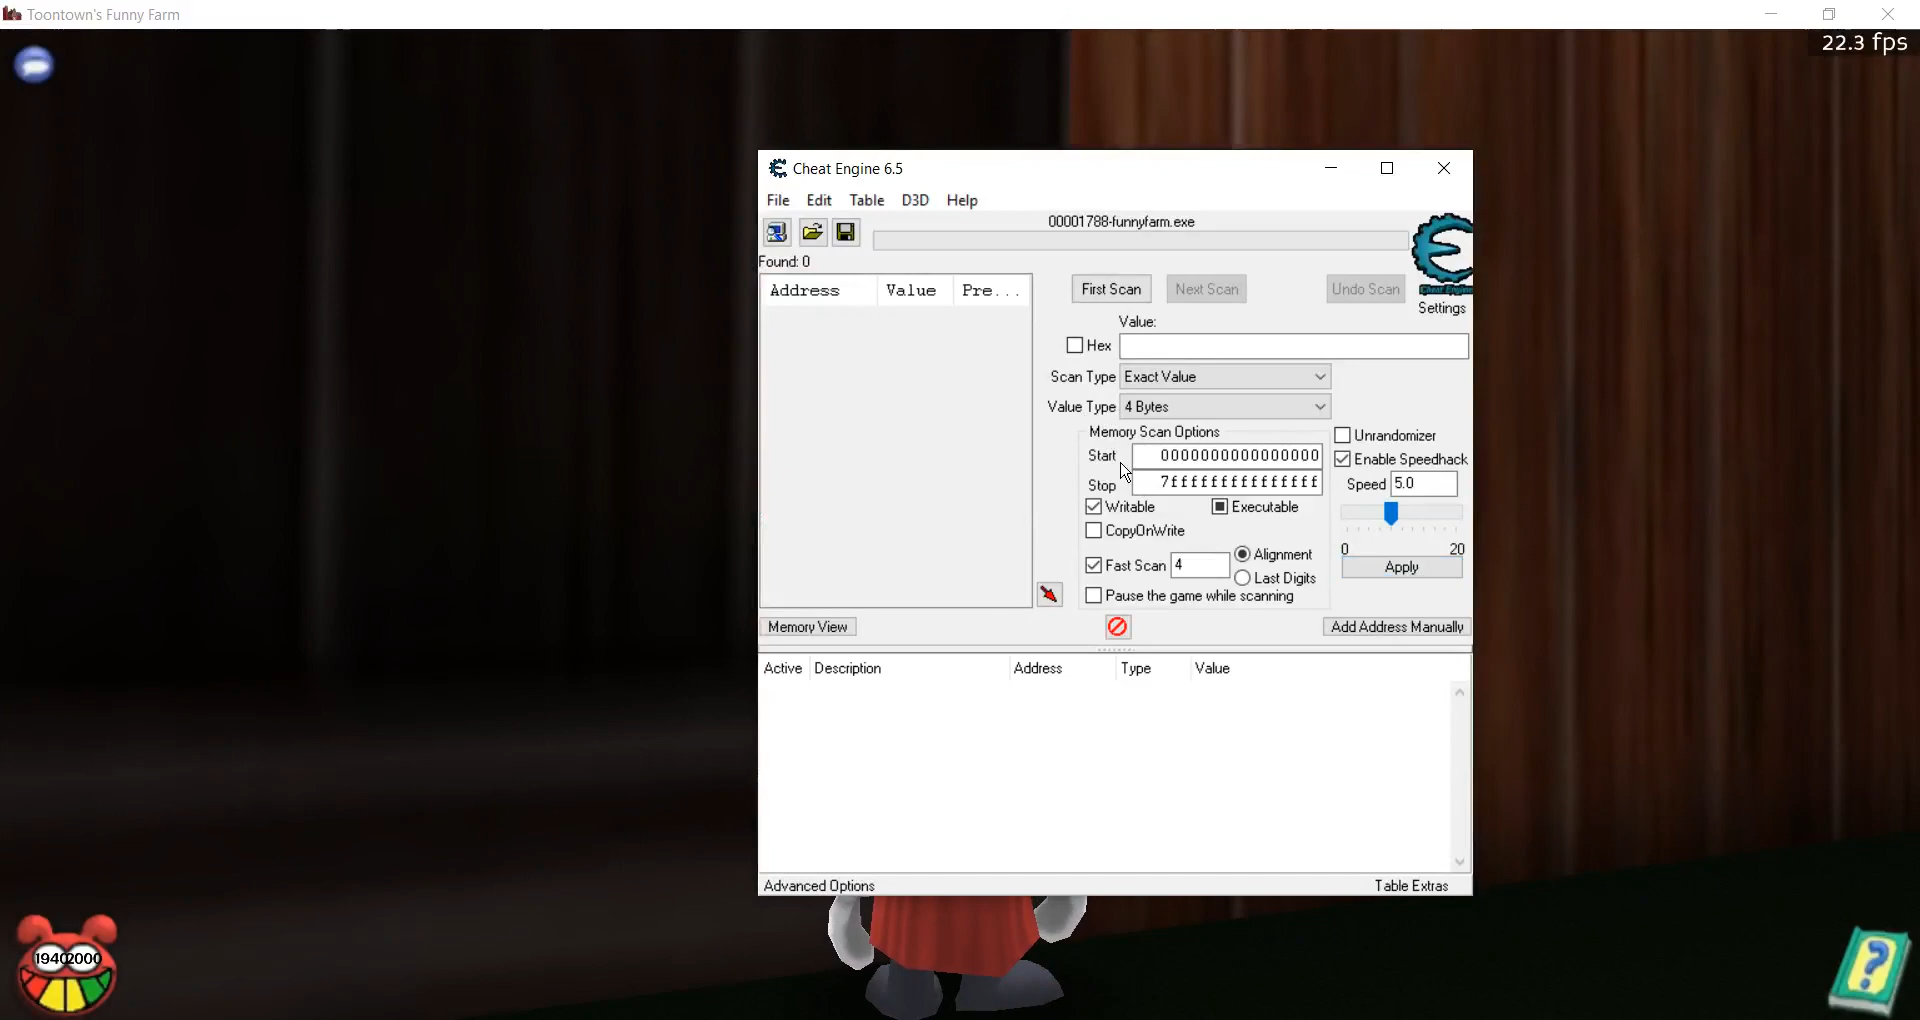 Toontown's Funny Farm
22.3 fps
Cheat Engine 6.5
File Edit Table D3D Help
00001788-funnyfarm.exe
Found: 0
Address Value Pre...
First Scan Next Scan Undo Scan
Cheat Engine
Settings
Value:
Hex
Scan Type Exact Value
Value Type 4 Bytes
Memory Scan Options
Unrandomizer
Start 0000000000000000
Enable Speedhack
Stop 7fffffffffffffff
Speed 5.0
Writable Executable
CopyOnWrite
0 20
Fast Scan 4 Alignment
Last Digits
Apply
Pause the game while scanning
Memory View Add Address Manually
Active Description Address Type Value
Advanced Options Table Extras
1940 2000
?